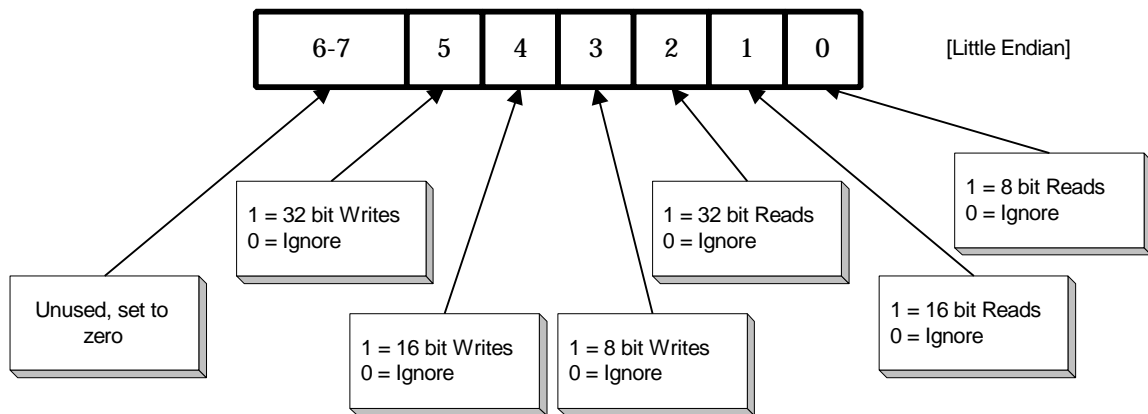 6-7 5 4 3 2 1 0
[Little Endian]
1 = 8 bit Reads
0 = Ignore
1 = 32 bit Writes
0 = Ignore
1 = 32 bit Reads
0 = Ignore
Unused, set to
zero
1 = 16 bit Reads
0 = Ignore
1 = 16 bit Writes
0 = Ignore
1 = 8 bit Writes
0 = Ignore